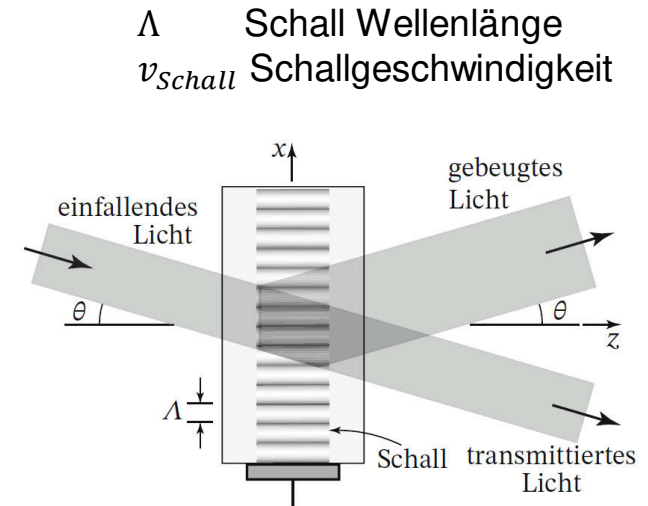 Λ Schall Wellenlänge
v_Schall Schallgeschwindigkeit
x
gebeugtes
Licht
einfallendes
Licht
θ
θ
z
Λ
Schall
transmittiertes
Licht